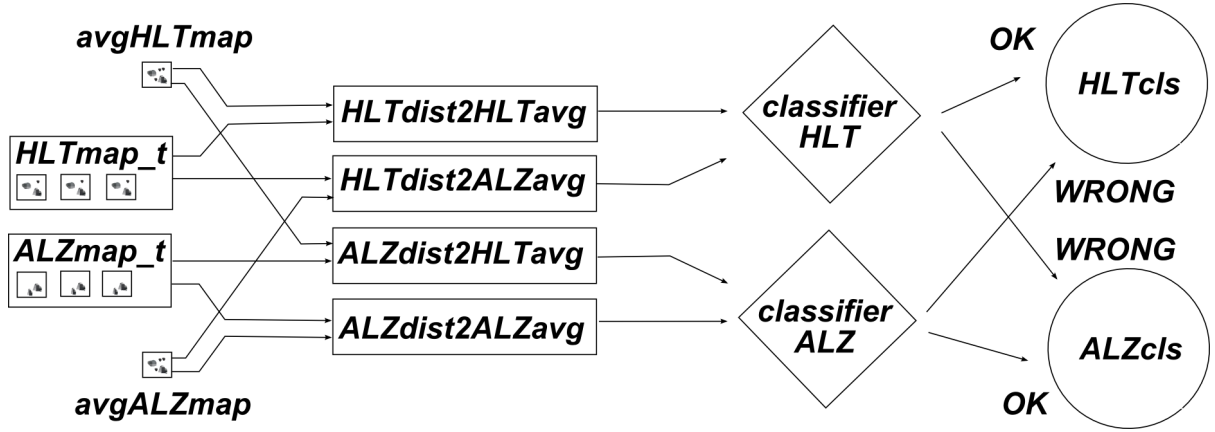 avgHLTmap
HLTmap_t
ALZmap_t
avgALZmap
HLTdist2HLTavg
HLTdist2ALZavg
ALZdist2HLTavg
ALZdist2ALZavg
classifier
HLT
classifier
ALZ
OK
HLTcls
WRONG
WRONG
ALZcls
OK